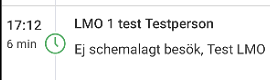 17:12 LMO 1 test Testperson
6 min Ej schemalagt besök, Test LMO